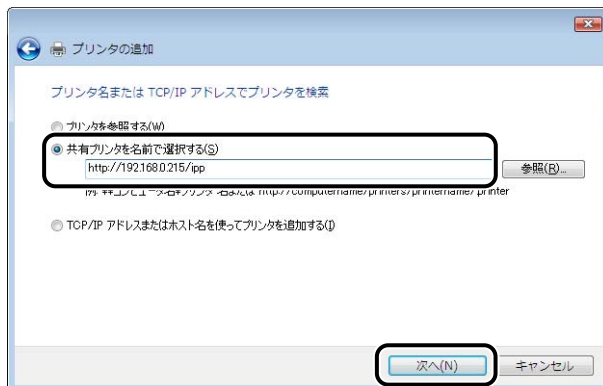 プリンタの追加
プリンタ名または TCP/IP アドレスでプリンタを検索
プリンタを参照する(W)
共有プリンタを名前で選択する(S)
http://192.168.0.215/ipp
参照(R)...
例: ¥¥コンピュータ名¥プリンタ名または http://computername/printers/printername/printer
TCP/IP アドレスまたはホスト名を使ってプリンタを追加する(I)
次へ(N)
キャンセル